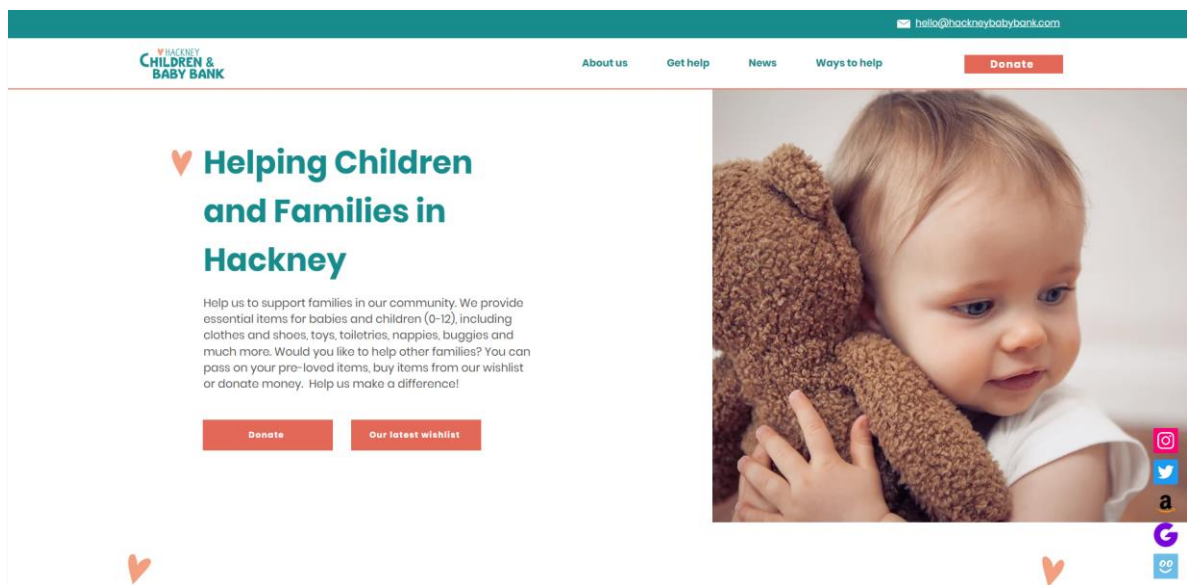 hello@hackneybabybank.com
HACKNEY
CHILDREN &
BABY BANK
About us
Get help
News
Ways to help
Donate
Helping Children
and Families in
Hackney
Help us to support families in our community. We provide
essential items for babies and children (0-12), including
clothes and shoes, toys, toiletries, nappies, buggies and
much more. Would you like to help other families? You can
pass on your pre-loved items, buy items from our wishlist
or donate money.  Help us make a difference!
Donate
Our latest wishlist